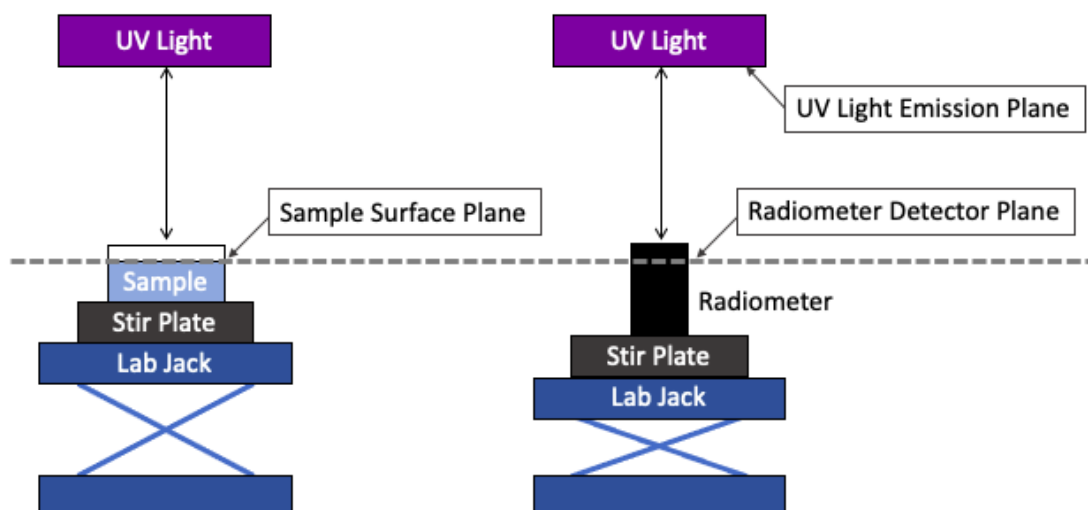 UV Light
UV Light
UV Light Emission Plane
Sample Surface Plane
Radiometer Detector Plane
Sample
Radiometer
Stir Plate
Stir Plate
Lab Jack
Lab Jack